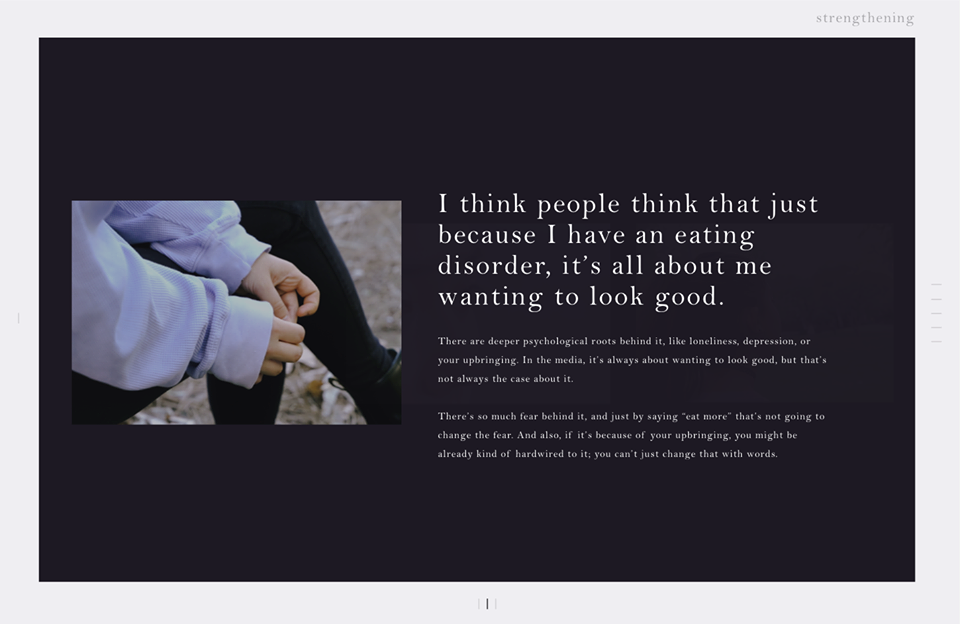 strengthening
I think people think that just
because I have an eating
disorder, it's all about me
wanting to look good.
There are deeper psychological roots behind it, like loneliness, depression, or
your upbringing. In the media, it's always about wanting to look good, but that's
not always the case about it.
There's so much fear behind it, and just by saying "eat more" that's not going to
change the fear. And also, if it's because of your upbringing, you might be
already kind of hardwired to it; you can't just change that with words.